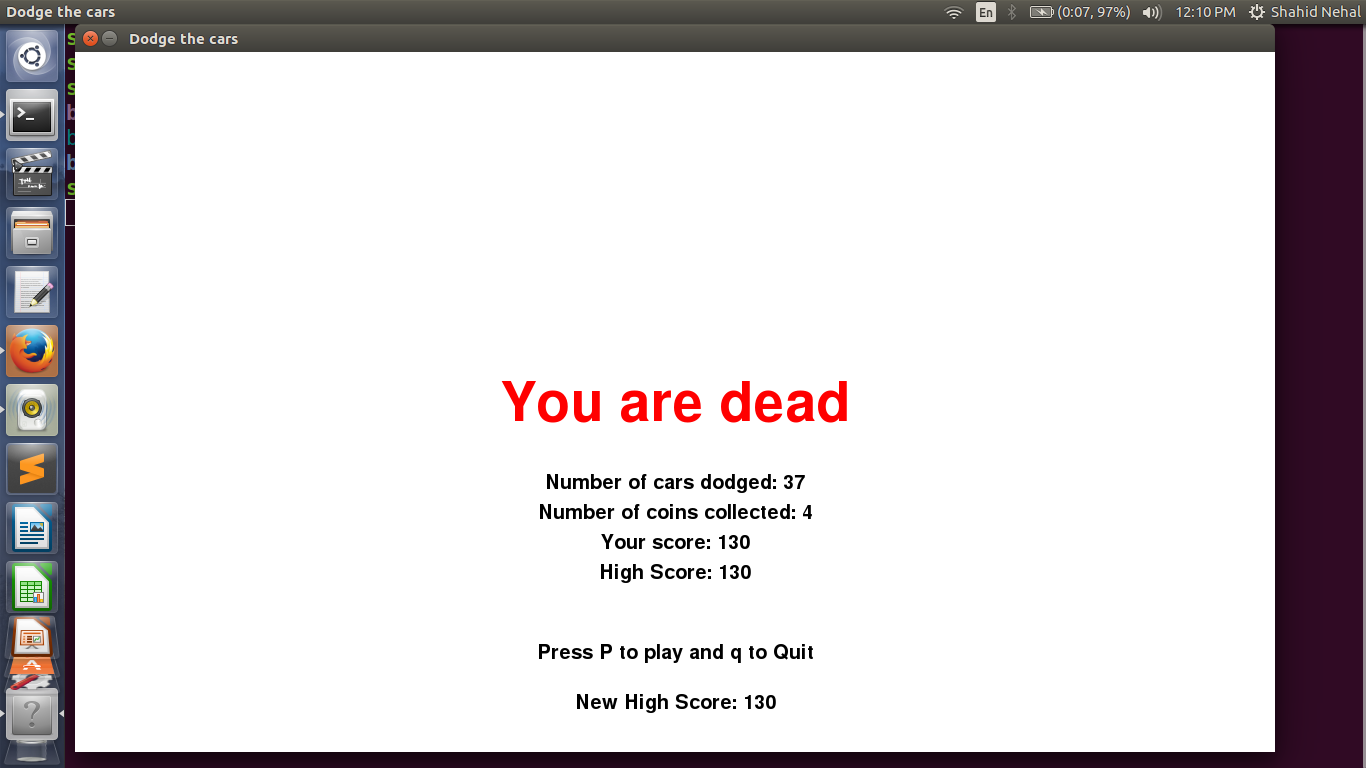 Dodge the cars
En
(0:07, 97%)
12:10 PM
Shahid Nehal
Dodge the cars
You are dead
Number of cars dodged: 37
Number of coins collected: 4
Your score: 130
High Score: 130
Press P to play and q to Quit
New High Score: 130